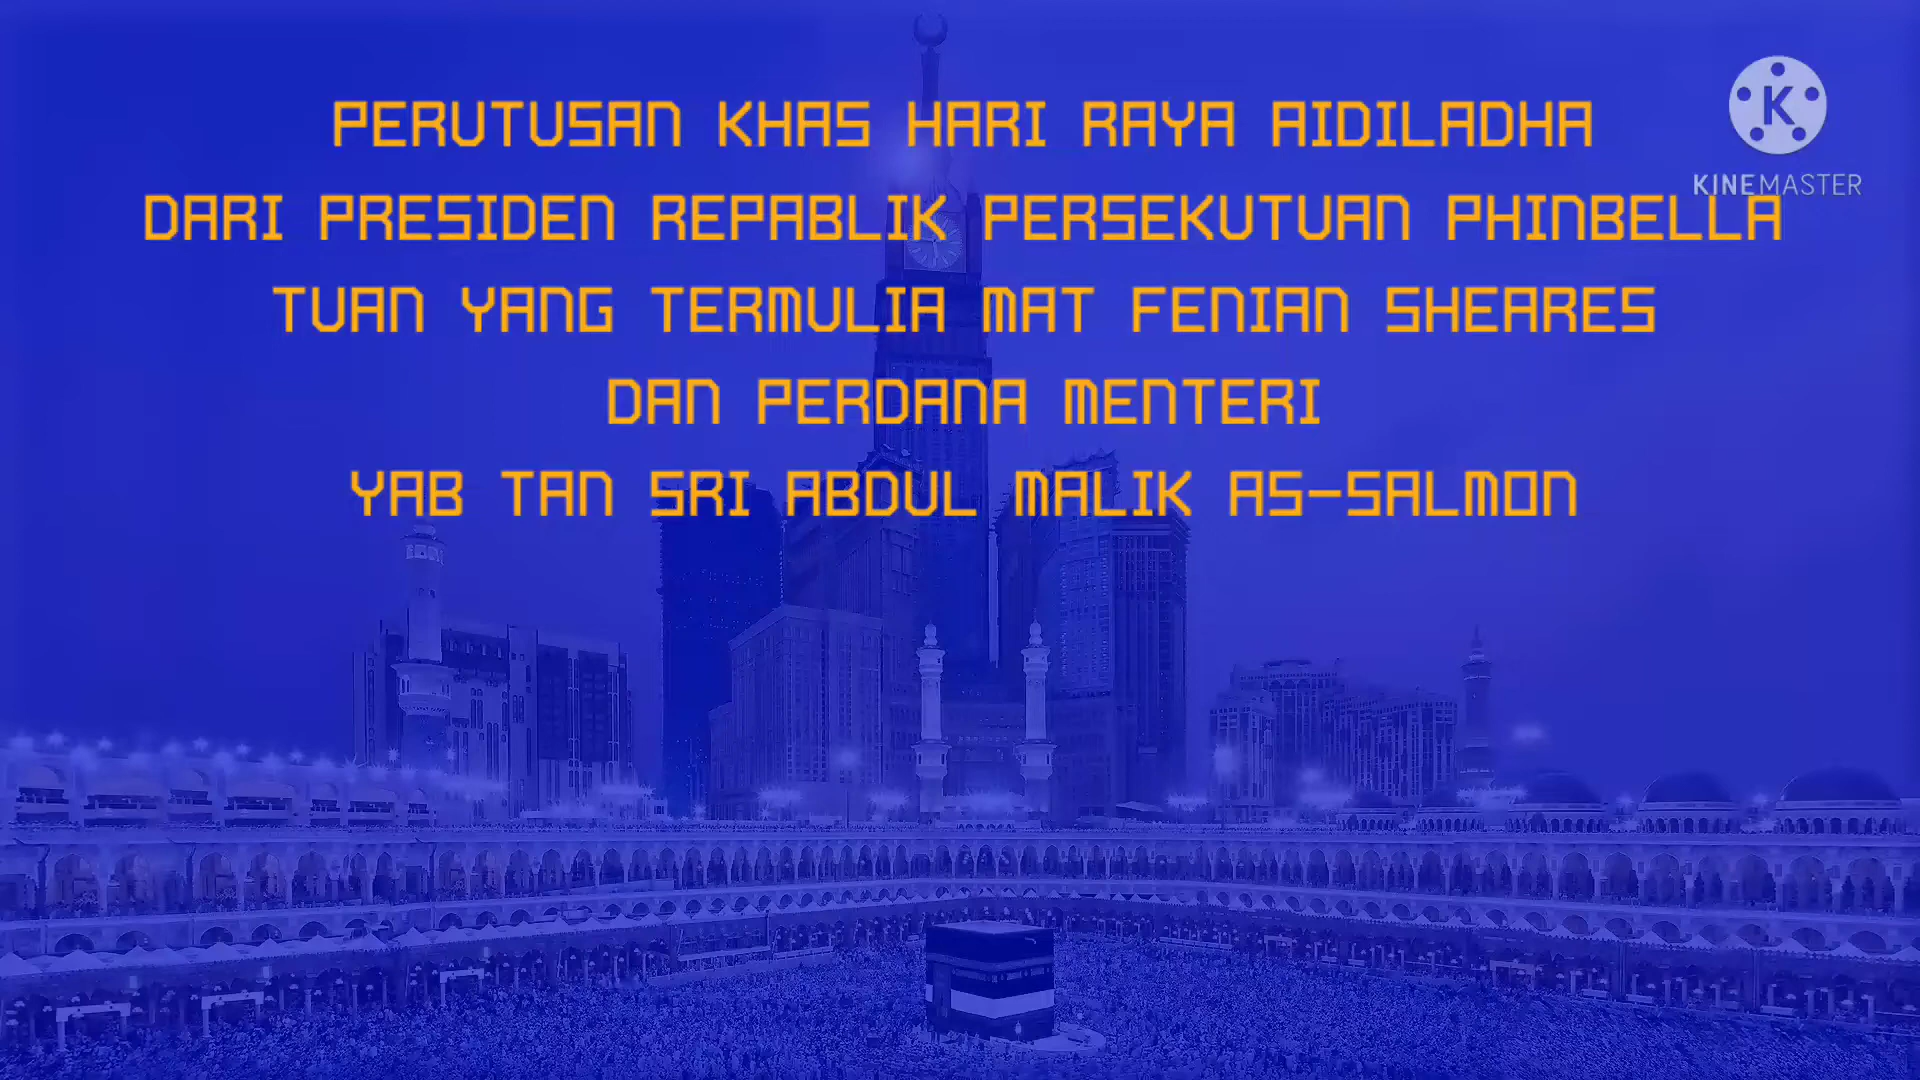 PERUTUSAN KHAS HARI RAYA AIDILADHA
DARI PRESIDEN REPABLIK PERSEKUTUAN PHINBELLA
TUAN YANG TERMULIA MAT FENIAN SHEARES
DAN PERDANA MENTERI
YAB TAN SRI ABDUL MALIK AS-SALMON
K
KINEMASTER